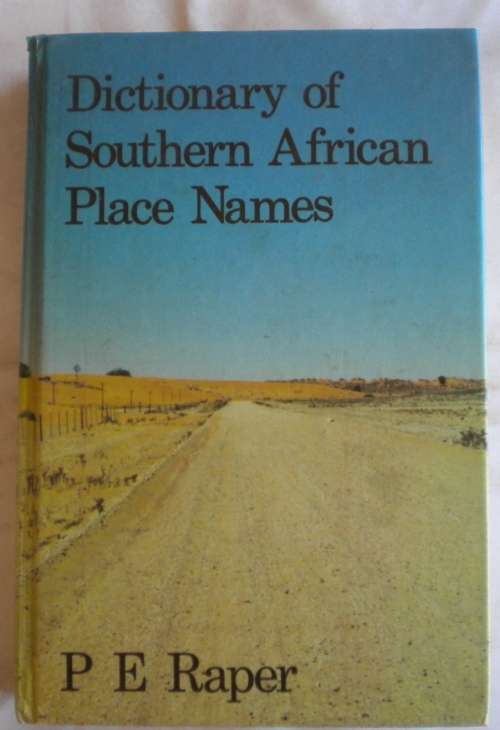 Dictionary of
Southern African
Place Names
P E Raper